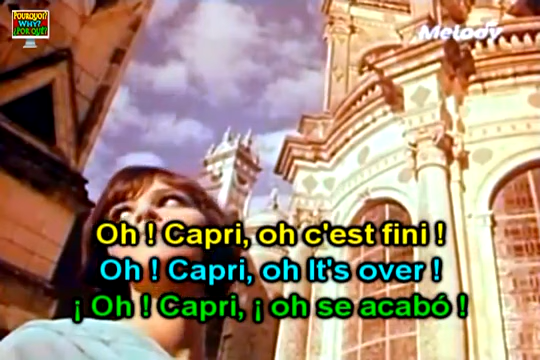 POURQUOI?
WHY?
¿POR QUÉ?
Melody
Oh ! Capri, oh c'est fini !
Oh ! Capri, oh It's over !
¡ Oh ! Capri, ¡ oh se acabó !